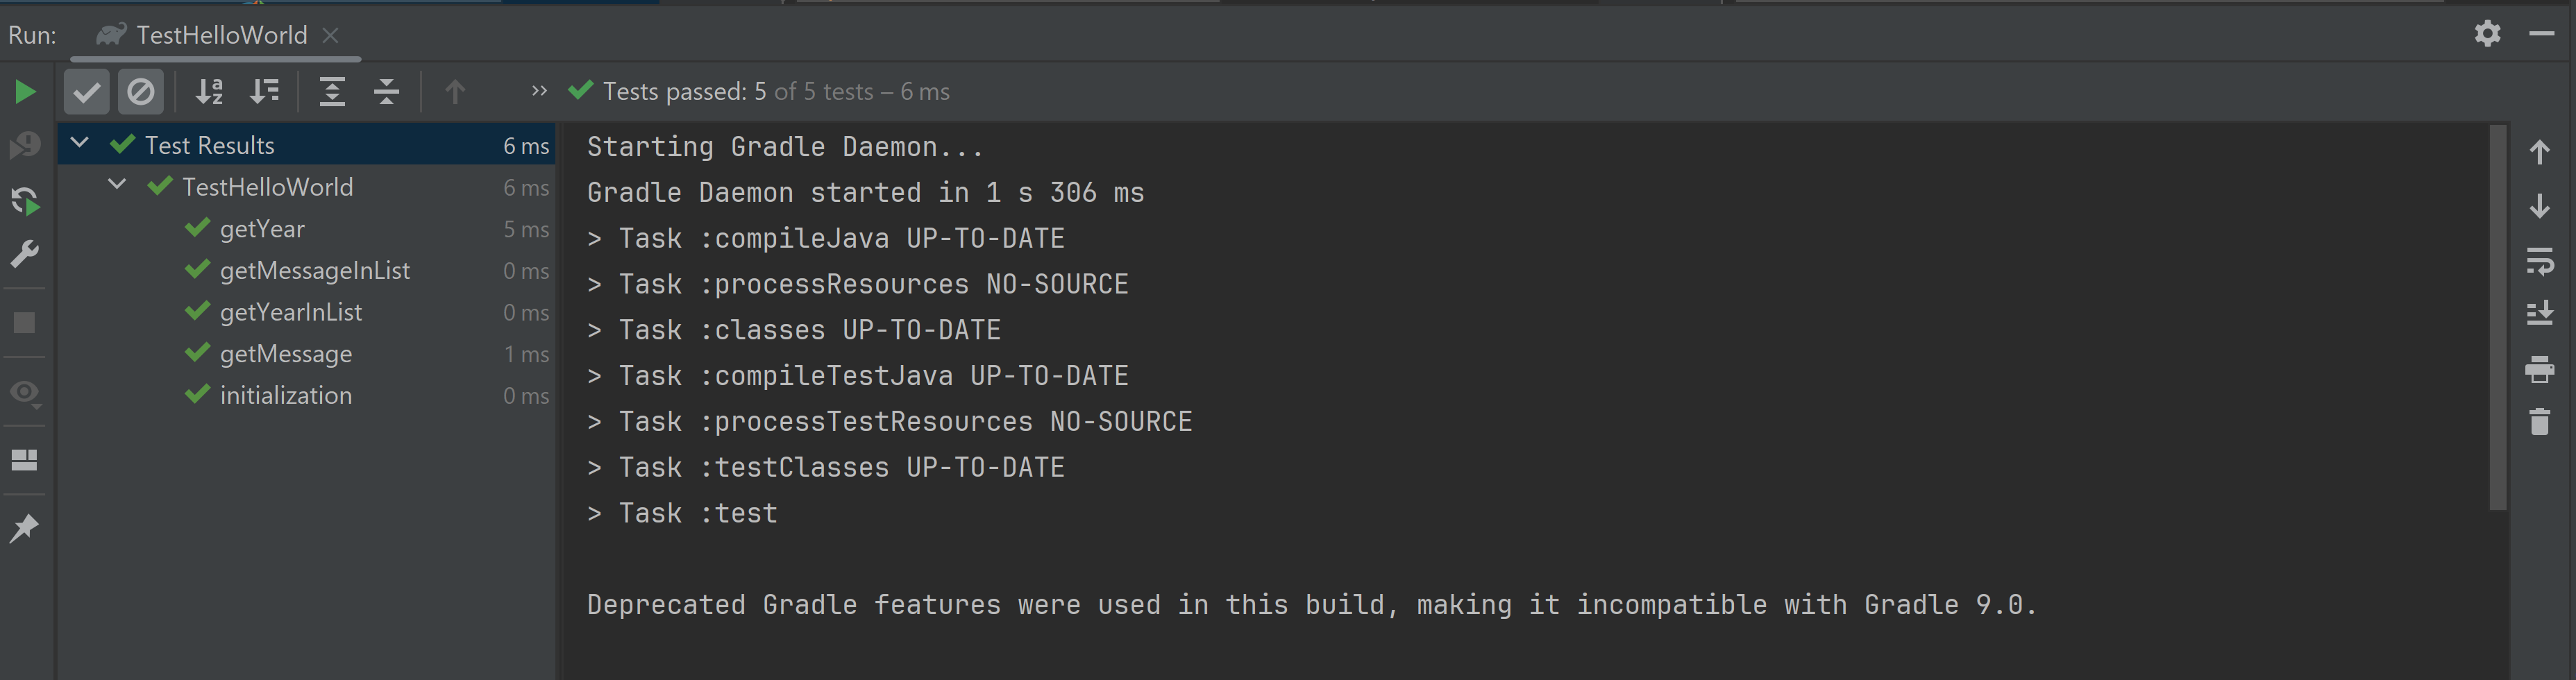 Run: TestHelloWorld
Tests passed: 5 of 5 tests – 6 ms
Test Results 6 ms
TestHelloWorld 6 ms
getYear 5 ms
getMessageInList 0 ms
getYearInList 0 ms
getMessage 1 ms
initialization 0 ms
Starting Gradle Daemon...
Gradle Daemon started in 1 s 306 ms
> Task :compileJava UP-TO-DATE
> Task :processResources NO-SOURCE
> Task :classes UP-TO-DATE
> Task :compileTestJava UP-TO-DATE
> Task :processTestResources NO-SOURCE
> Task :testClasses UP-TO-DATE
> Task :test
Deprecated Gradle features were used in this build, making it incompatible with Gradle 9.0.